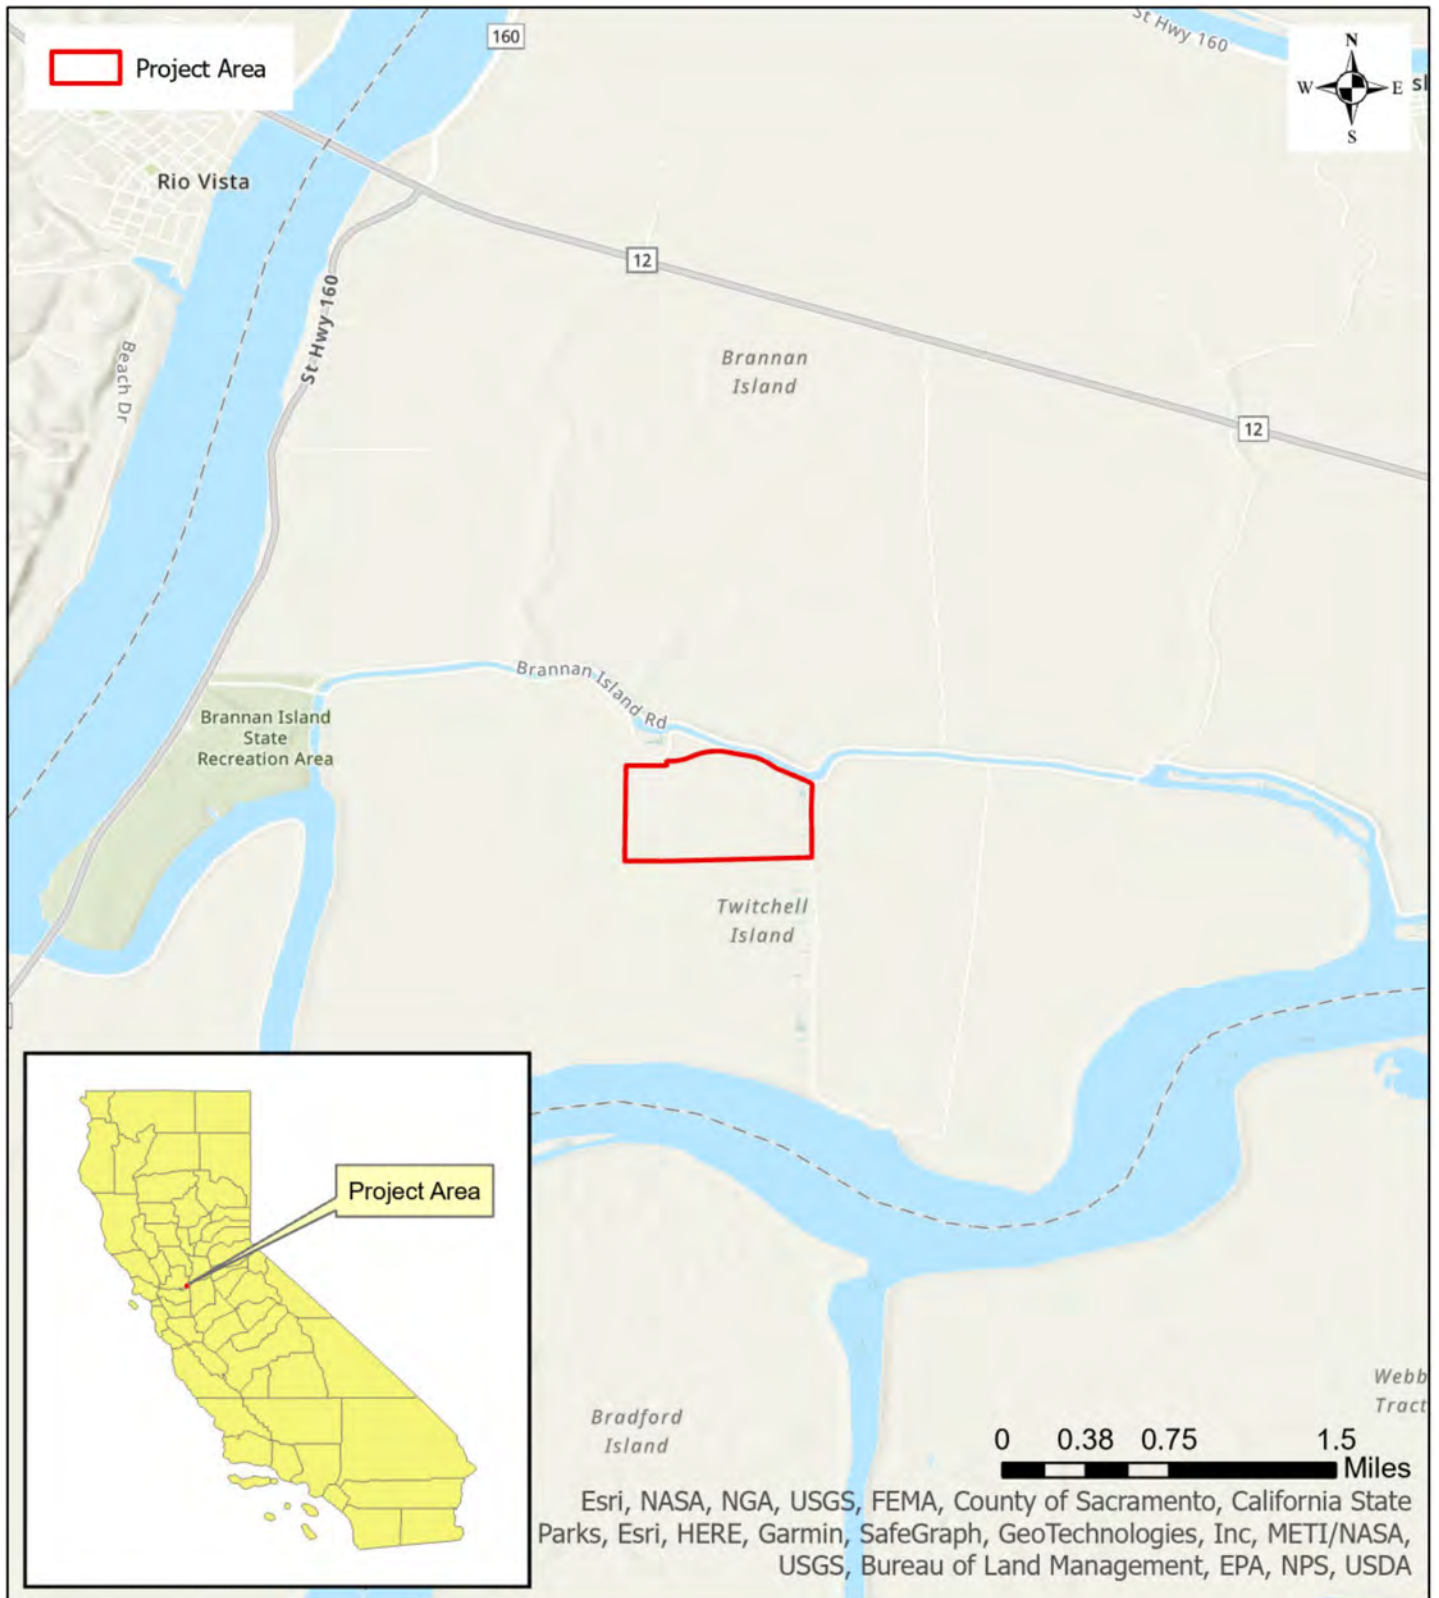 160
St Hwy 160
Project Area
N
W
E
S
Rio Vista
12
St Hwy 160
Beach Dr
Brannan
Island
12
Brannan Island Rd
Brannan Island
State
Recreation Area
Twitchell
Island
Project Area
Bradford
Island
Webb
Tract
0 0.38 0.75 1.5
Miles
Esri, NASA, NGA, USGS, FEMA, County of Sacramento, California State
Parks, Esri, HERE, Garmin, SafeGraph, GeoTechnologies, Inc, METI/NASA,
USGS, Bureau of Land Management, EPA, NPS, USDA